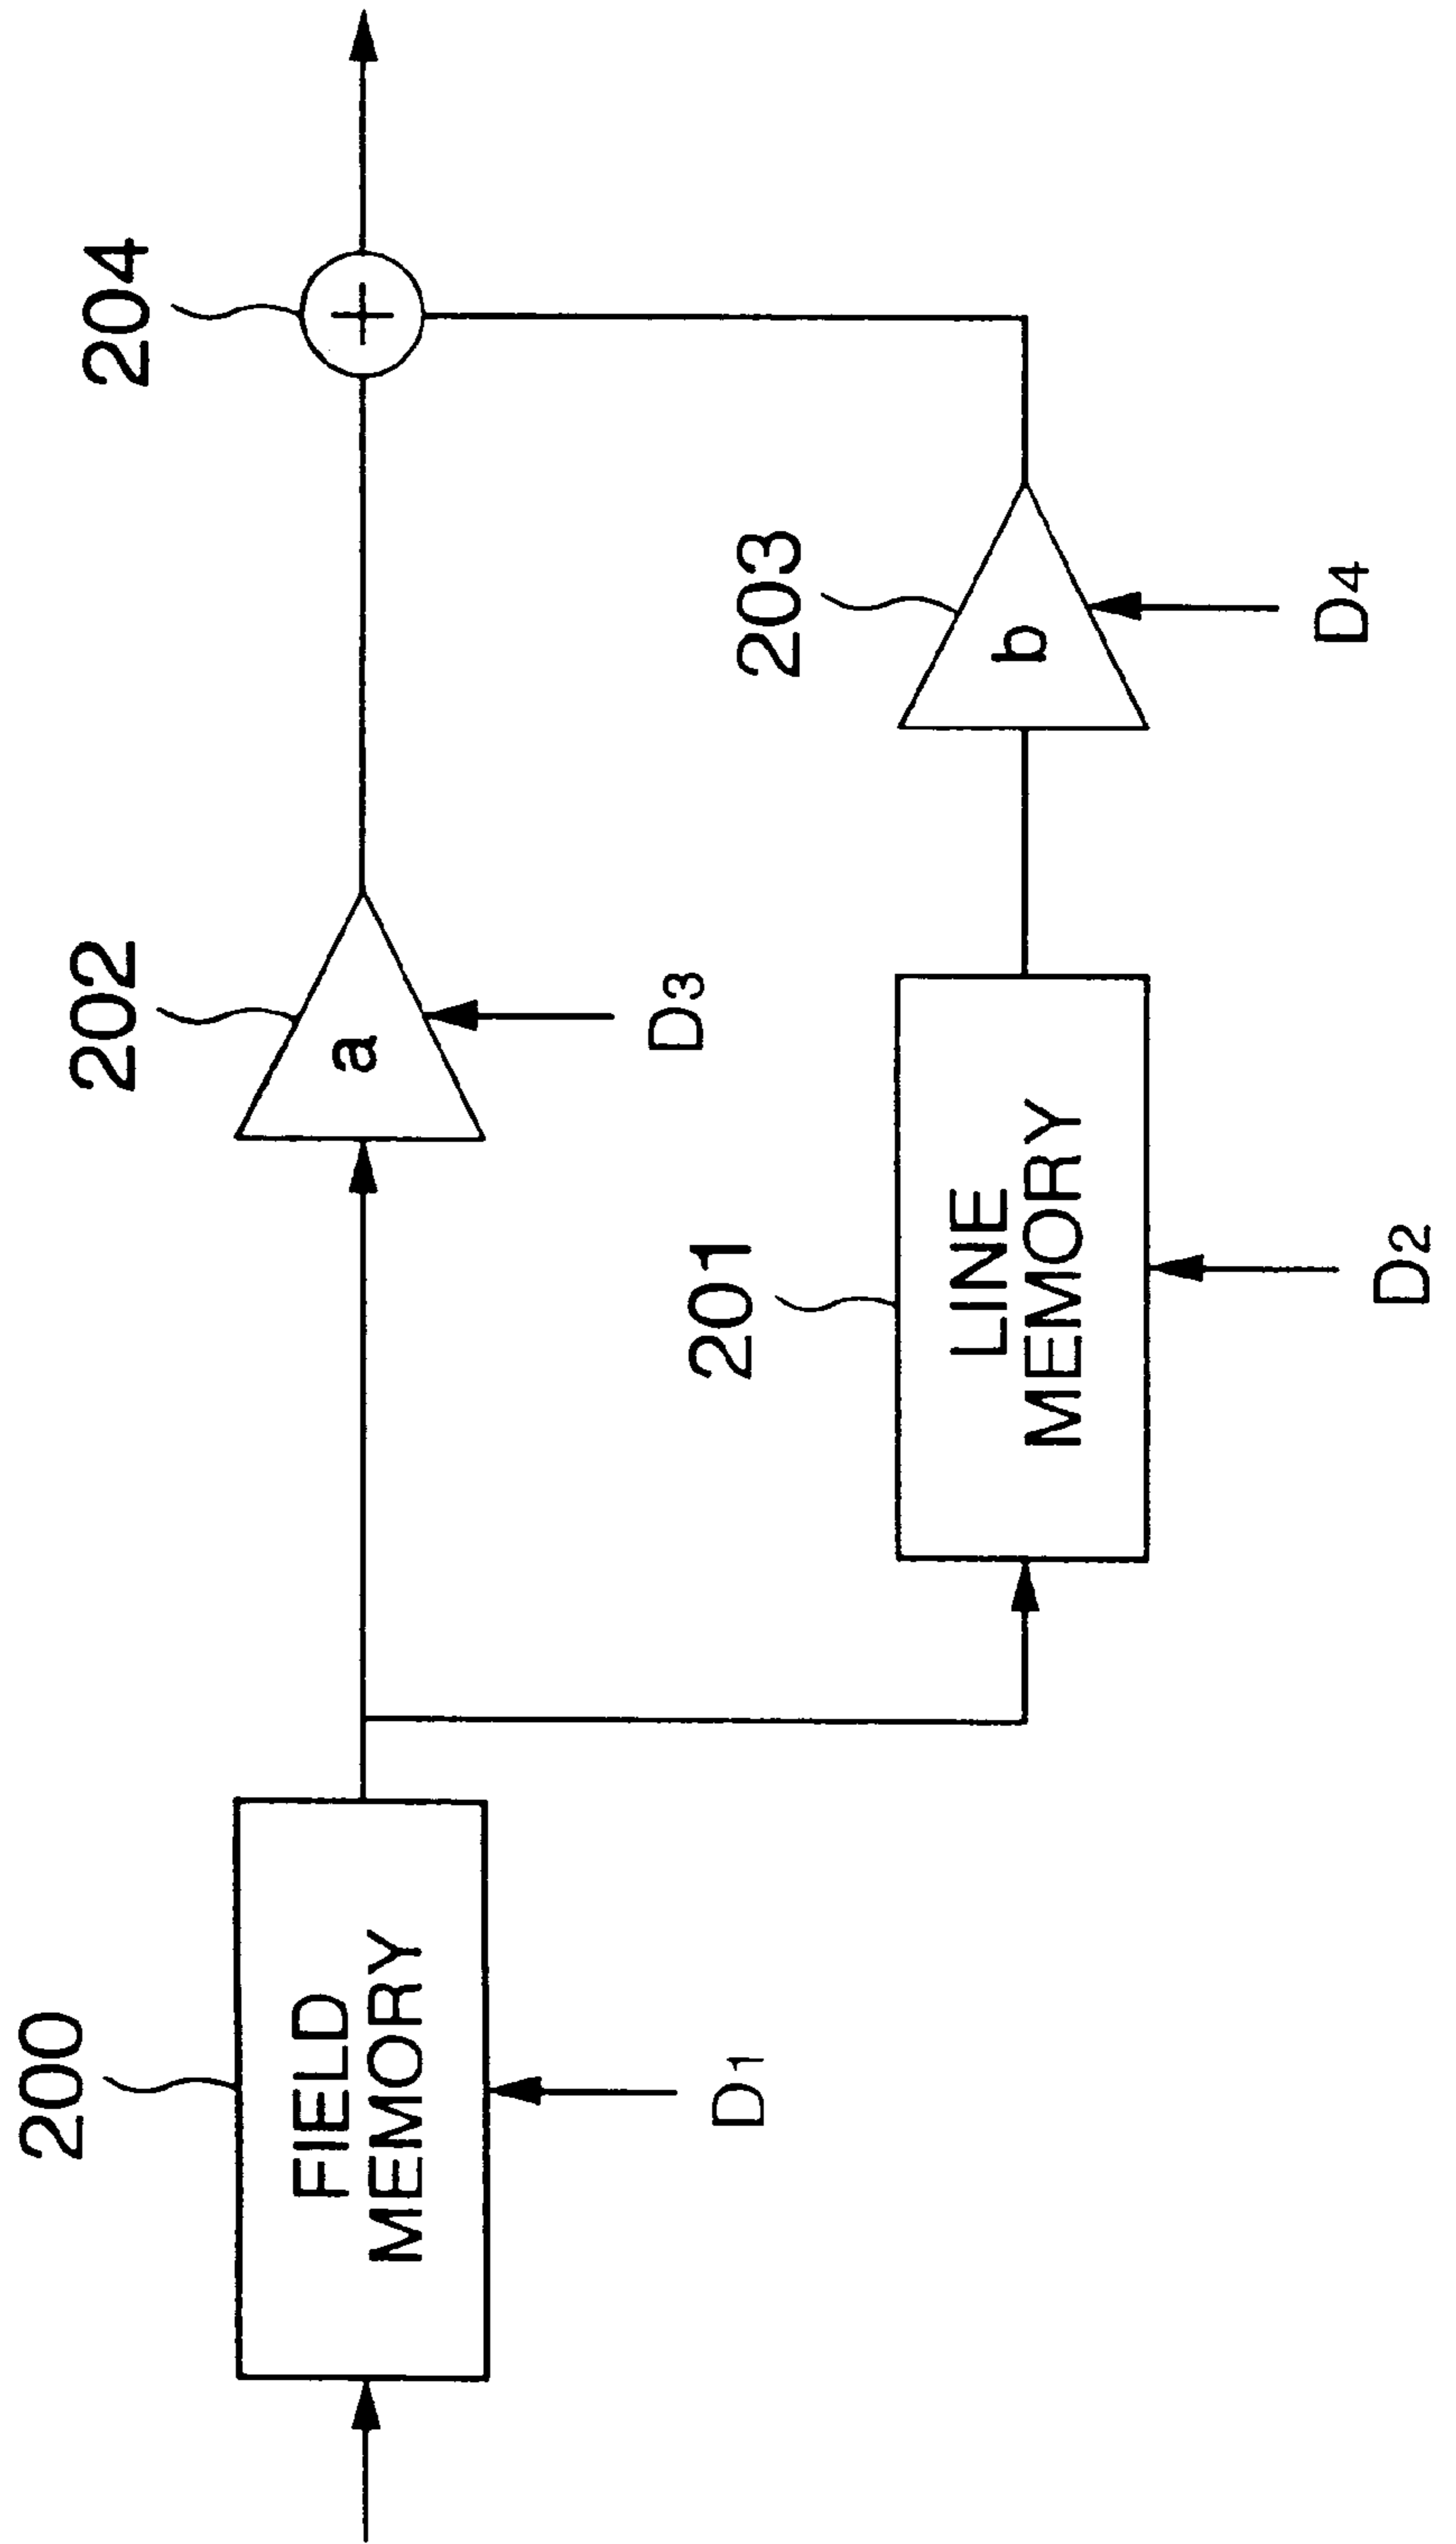 200
FIELD
MEMORY
D1
202
a
D3
204
+
201
LINE
MEMORY
D2
203
b
D4